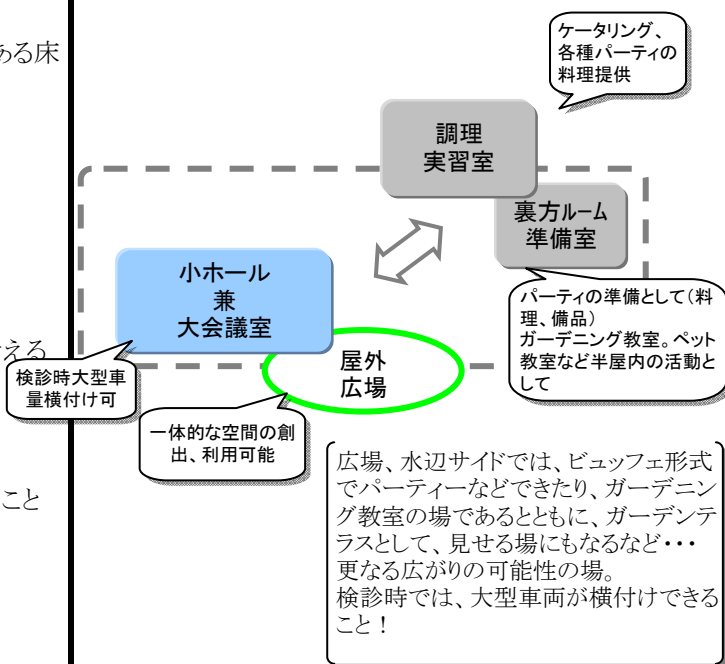 ある床
ケータリング、
各種パーティの
料理提供
調理
実習室
裏方ルーム
準備室
小ホール
兼
大会議室
パーティの準備として(料
理、備品)
ガーデニング教室。ペット
教室など半屋内の活動と
して
える
検診時大型車
量横付け可
屋外
広場
一体的な空間の創
出、利用可能
広場、水辺サイドでは、ビュッフェ形式
でパーティーなどできたり、ガーデニン
グ教室の場であるとともに、ガーデンテ
ラスとして、見せる場にもなるなど・・・
更なる広がりの可能性の場。
検診時では、大型車両が横付けできる
こと！
こと